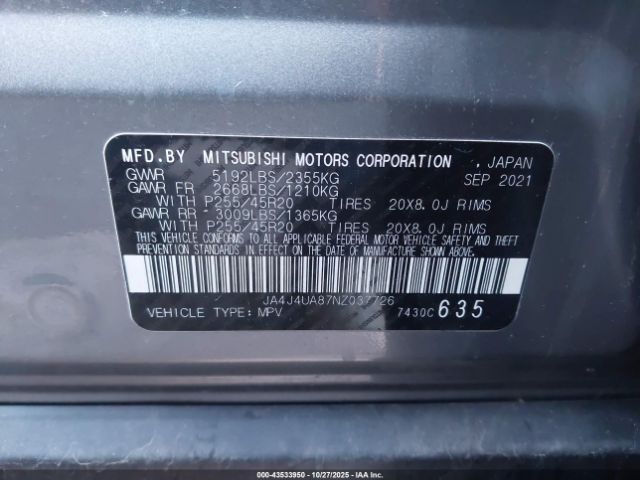 MFD.BY MITSUBISHI MOTORS CORPORATION , JAPAN
GVWR 5192LBS/2355KG SEP 2021
GAWR FR 2668LBS/1210KG
WITH P255/45R20 TIRES 20X8.0J RIMS
GAWR RR 3009LBS/1365KG
WITH P255/45R20 TIRES 20X8.0J RIMS
THIS VEHICLE CONFORMS TO ALL APPLICABLE FEDERAL MOTOR VEHICLE SAFETY AND THEFT
PREVENTION STANDARDS IN EFFECT ON THE DATE OF MANUFACTURE SHOWN ABOVE.
JA4J4UA87NZ037726
VEHICLE TYPE: MPV 7430C 635
000-43533950 • 10/27/2025 • IAAI.COM